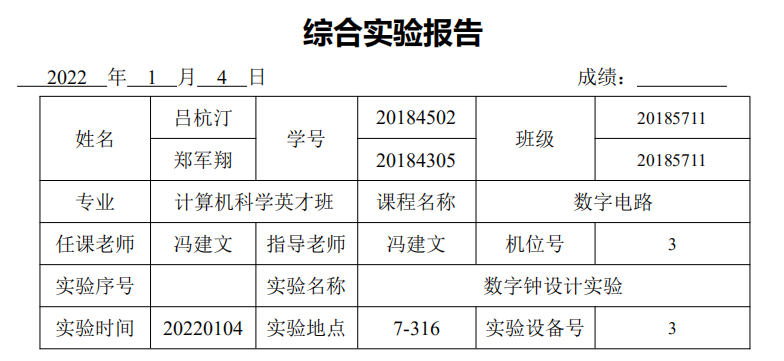 综合实验报告
2022 年 1 月 4 日 成绩：
姓名 吕杭汀 学号 20184502 班级 20185711
郑军翔 20184305 20185711
专业 计算机科学英才班 课程名称 数字电路
任课老师 冯建文 指导老师 冯建文 机位号 3
实验序号 实验名称 数字钟设计实验
实验时间 20220104 实验地点 7-316 实验设备号 3